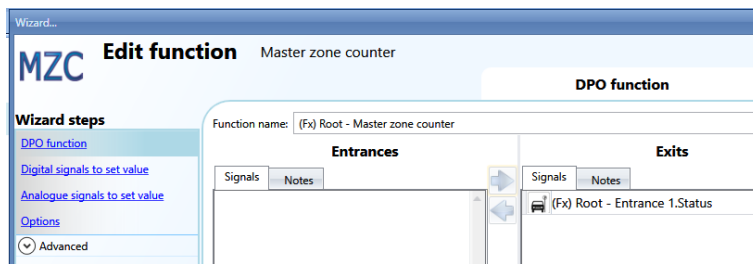 Wizard...
MZC
Edit function
Master zone counter
DPO function
Wizard steps
DPO function
Digital signals to set value
Analogue signals to set value
Options
Advanced
Function name:
(Fx) Root - Master zone counter
Entrances
Exits
Signals
Notes
Signals
Notes
(Fx) Root - Entrance 1.Status